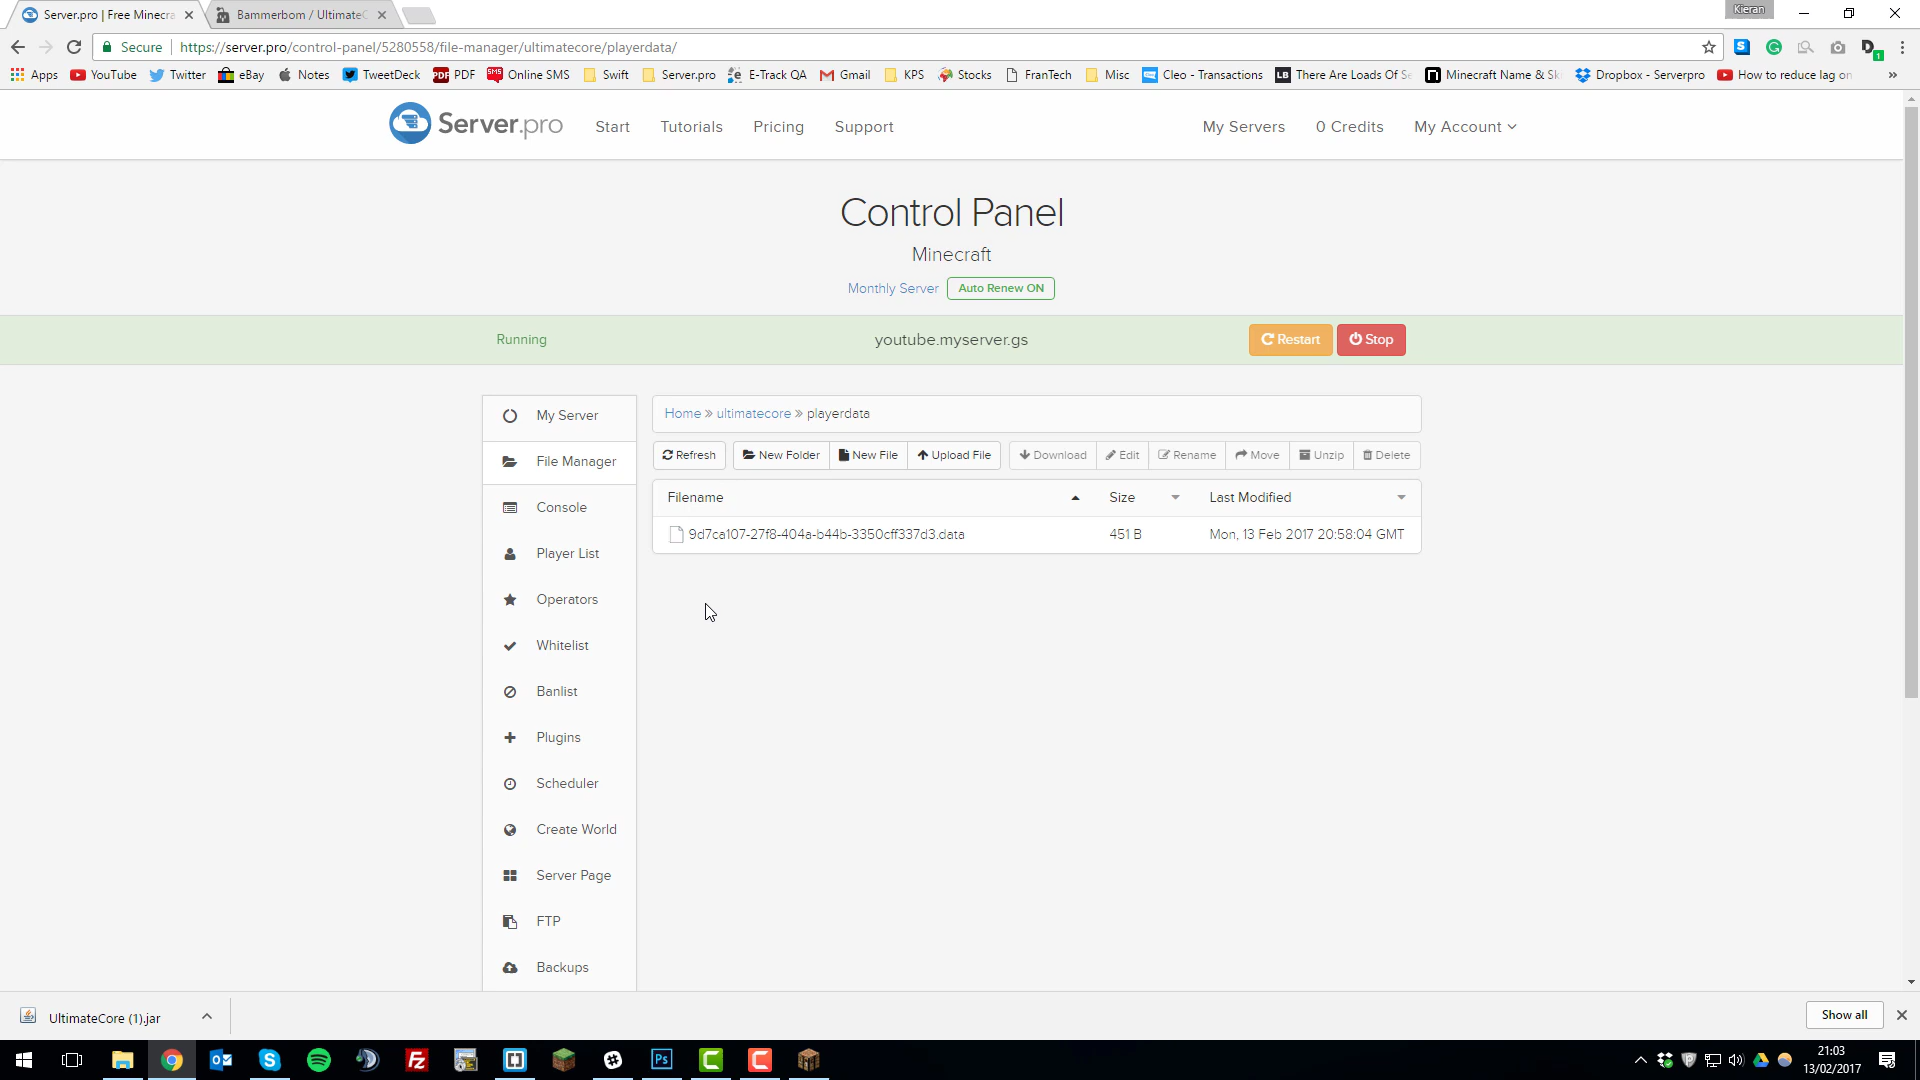 Server.pro | Free Minecra
Bammerbom / UltimateC
Kieran
Secure
https://server.pro/control-panel/5280558/file-manager/ultimatecore/playerdata/
Apps
YouTube
Twitter
eBay
Notes
TweetDeck
PDF
Online SMS
Swift
Server.pro
E-Track QA
Gmail
KPS
Stocks
FranTech
Misc
Cleo - Transactions
There Are Loads Of Se
Minecraft Name & Sk
Dropbox - Serverpro
How to reduce lag on
»
Server.pro
Start
Tutorials
Pricing
Support
My Servers
0 Credits
My Account
Control Panel
Minecraft
Monthly Server
Auto Renew ON
Running
youtube.myserver.gs
Restart
Stop
My Server
File Manager
Console
Player List
Operators
Whitelist
Banlist
Plugins
Scheduler
Create World
Server Page
FTP
Backups
Home » ultimatecore » playerdata
Refresh
New Folder
New File
Upload File
Download
Edit
Rename
Move
Unzip
Delete
Filename
Size
Last Modified
9d7ca107-27f8-404a-b44b-3350cff337d3.data
451 B
Mon, 13 Feb 2017 20:58:04 GMT
UltimateCore (1).jar
Show all
21:03
13/02/2017